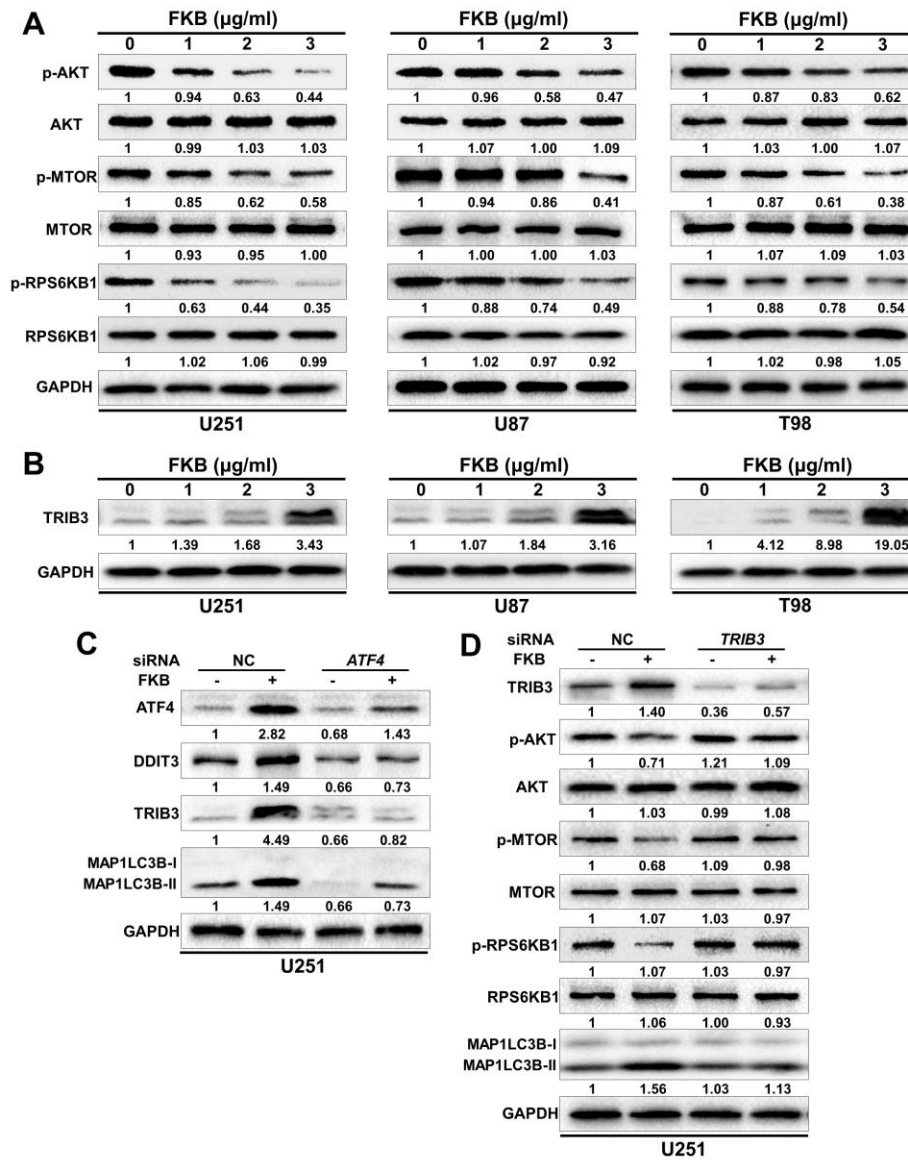 A
FKB (µg/ml) FKB (µg/ml) FKB (µg/ml)
0 1 2 3 0 1 2 3 0 1 2 3
p-AKT
1 0.94 0.63 0.44 1 0.96 0.58 0.47 1 0.87 0.83 0.62
AKT
1 0.99 1.03 1.03 1 1.07 1.00 1.09 1 1.03 1.00 1.07
p-MTOR
1 0.85 0.62 0.58 1 0.94 0.86 0.41 1 0.87 0.61 0.38
MTOR
1 0.93 0.95 1.00 1 1.00 1.00 1.03 1 1.07 1.09 1.03
p-RPS6KB1
1 0.63 0.44 0.35 1 0.88 0.74 0.49 1 0.88 0.78 0.54
RPS6KB1
1 1.02 1.06 0.99 1 1.02 0.97 0.92 1 1.02 0.98 1.05
GAPDH
U251 U87 T98
B
FKB (µg/ml) FKB (µg/ml) FKB (µg/ml)
0 1 2 3 0 1 2 3 0 1 2 3
TRIB3
1 1.39 1.68 3.43 1 1.07 1.84 3.16 1 4.12 8.98 19.05
GAPDH
U251 U87 T98
C
siRNA NC ATF4
FKB - + - +
ATF4
1 2.82 0.68 1.43
DDIT3
1 1.49 0.66 0.73
TRIB3
1 4.49 0.66 0.82
MAP1LC3B-I
MAP1LC3B-II
1 1.49 0.66 0.73
GAPDH
U251
D
siRNA NC TRIB3
FKB - + - +
TRIB3
1 1.40 0.36 0.57
p-AKT
1 0.71 1.21 1.09
AKT
1 1.03 0.99 1.08
p-MTOR
1 0.68 1.09 0.98
MTOR
1 1.07 1.03 0.97
p-RPS6KB1
1 1.07 1.03 0.97
RPS6KB1
1 1.06 1.00 0.93
MAP1LC3B-I
MAP1LC3B-II
1 1.56 1.03 1.13
GAPDH
U251